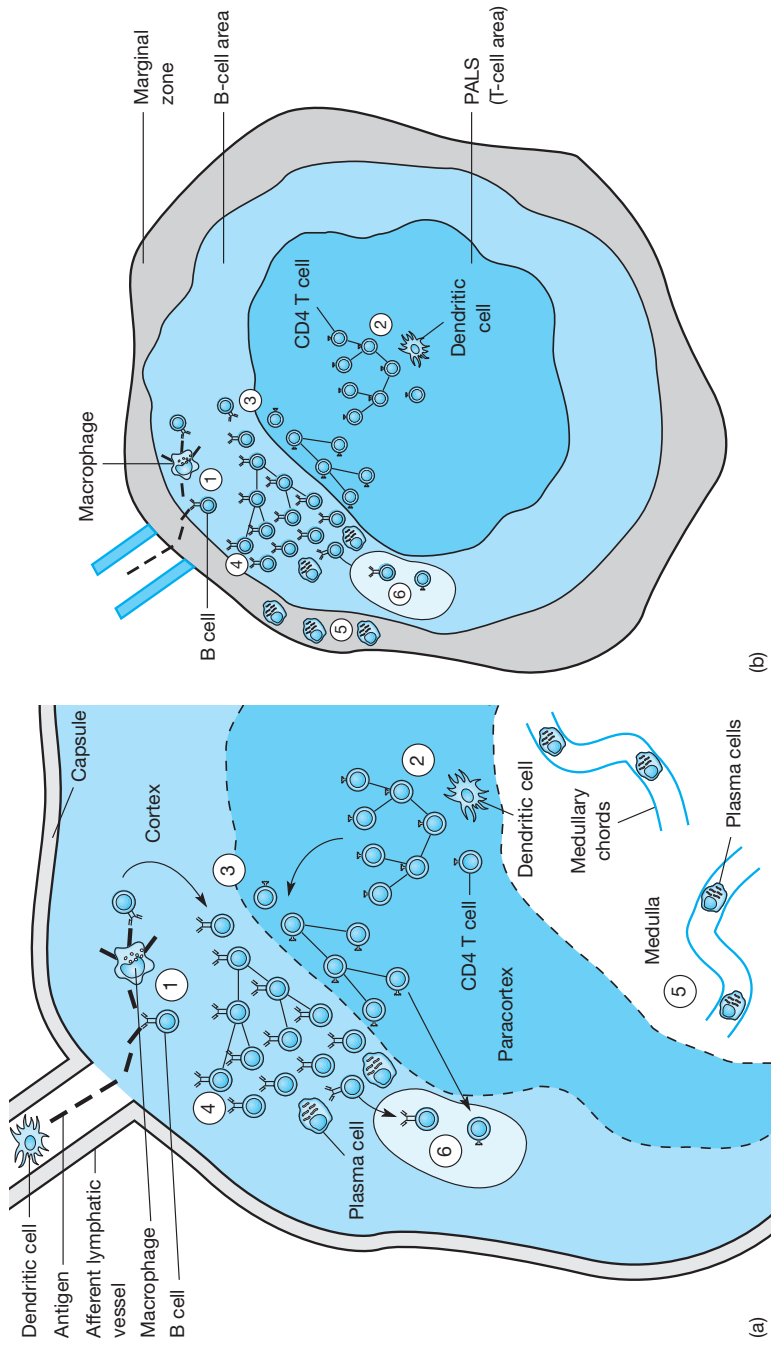 Dendritic cell
Antigen
Afferent lymphatic
vessel
Macrophage
B cell
Capsule
Cortex
1
2
3
4
Plasma cell
6
Paracortex
CD4 T cell
Dendritic cell
Medulla
5
Medullary
chords
Plasma cells
(a)
Macrophage
B cell
Marginal
zone
B-cell area
PALS
(T-cell area)
CD4 T cell
Dendritic
cell
1
2
3
4
5
6
(b)